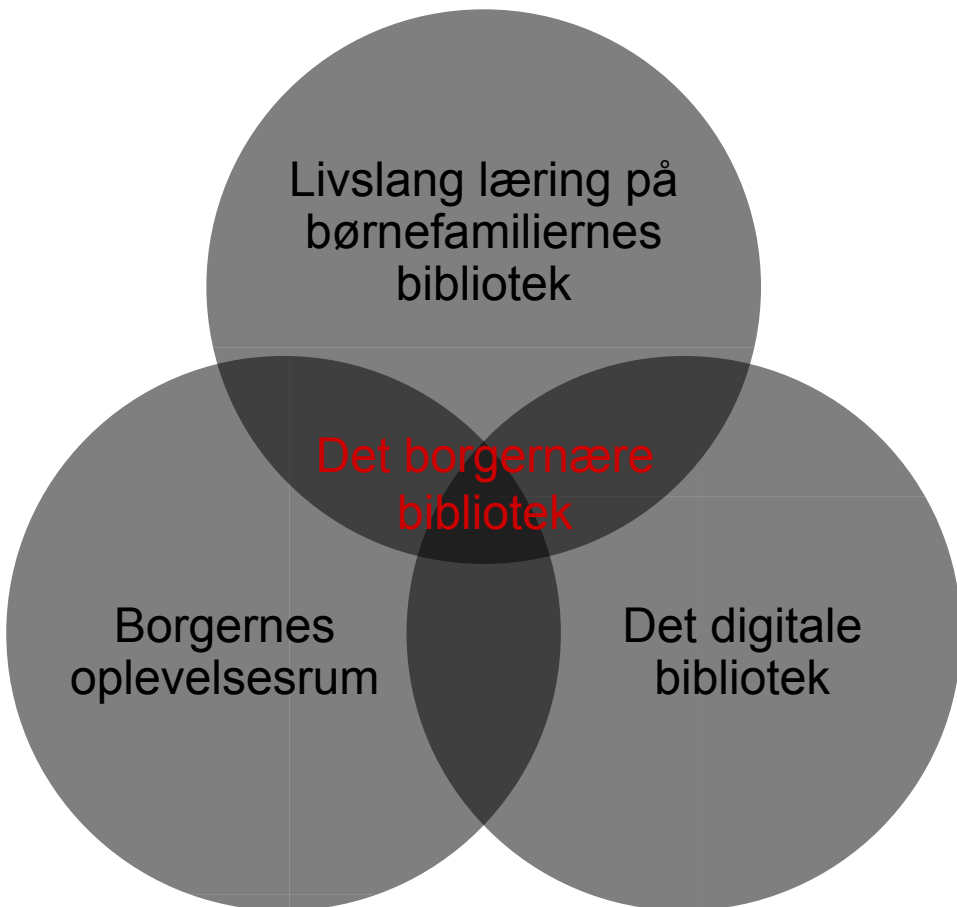 Livslang læring på
børnefamiliernes
bibliotek
Det borgernære
bibliotek
Borgernes
oplevelsesrum
Det digitale
bibliotek